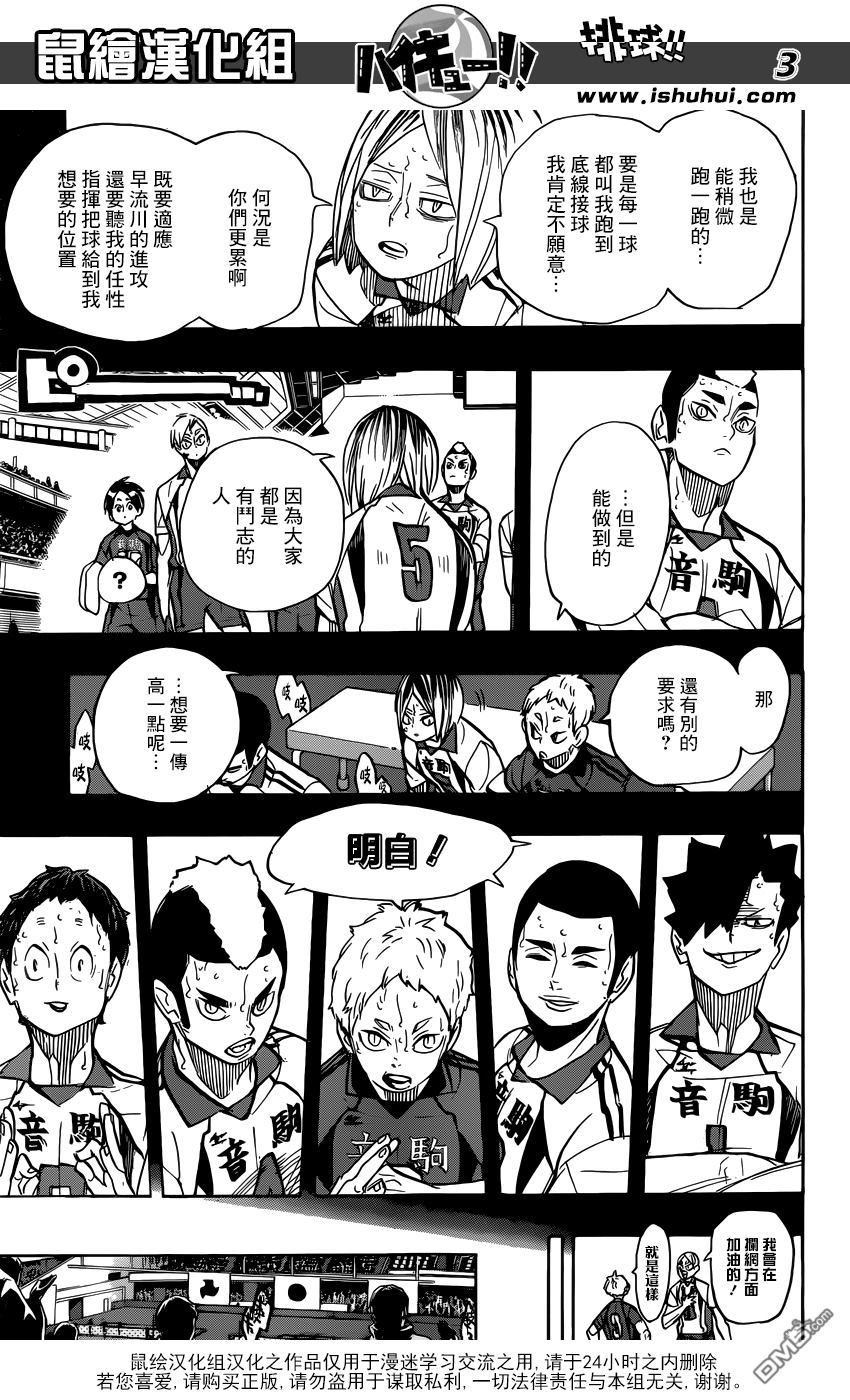 鼠繪漢化組
ハイキュー!!
排球!!
3
www.ishuhui.com
我也是
能稍微
跑一跑的…
要是每一球
都叫我跑到
底線接球
我肯定不願意…
何況是
你們更累啊
既要適應
早流川的進攻
還要聽我的任性
指揮把球給到我
想要的位置
ピーー
…但是
能做到的
音駒
因為大家
都是
有鬥志的
人
5
音駒
?
那
還有別的
要求嗎？
吱吱
吱吱
吱吱
…想要一傳
高一點呢…
明白！
音駒
音駒
音駒
音駒
我會在
攔網方面
加油的！
就是這樣
DMB.com
鼠绘汉化组汉化之作品仅用于漫迷学习交流之用, 请于24小时之内删除
若您喜爱, 请购买正版, 请勿盗用于谋取私利, 一切法律责任与本组无关, 谢谢.